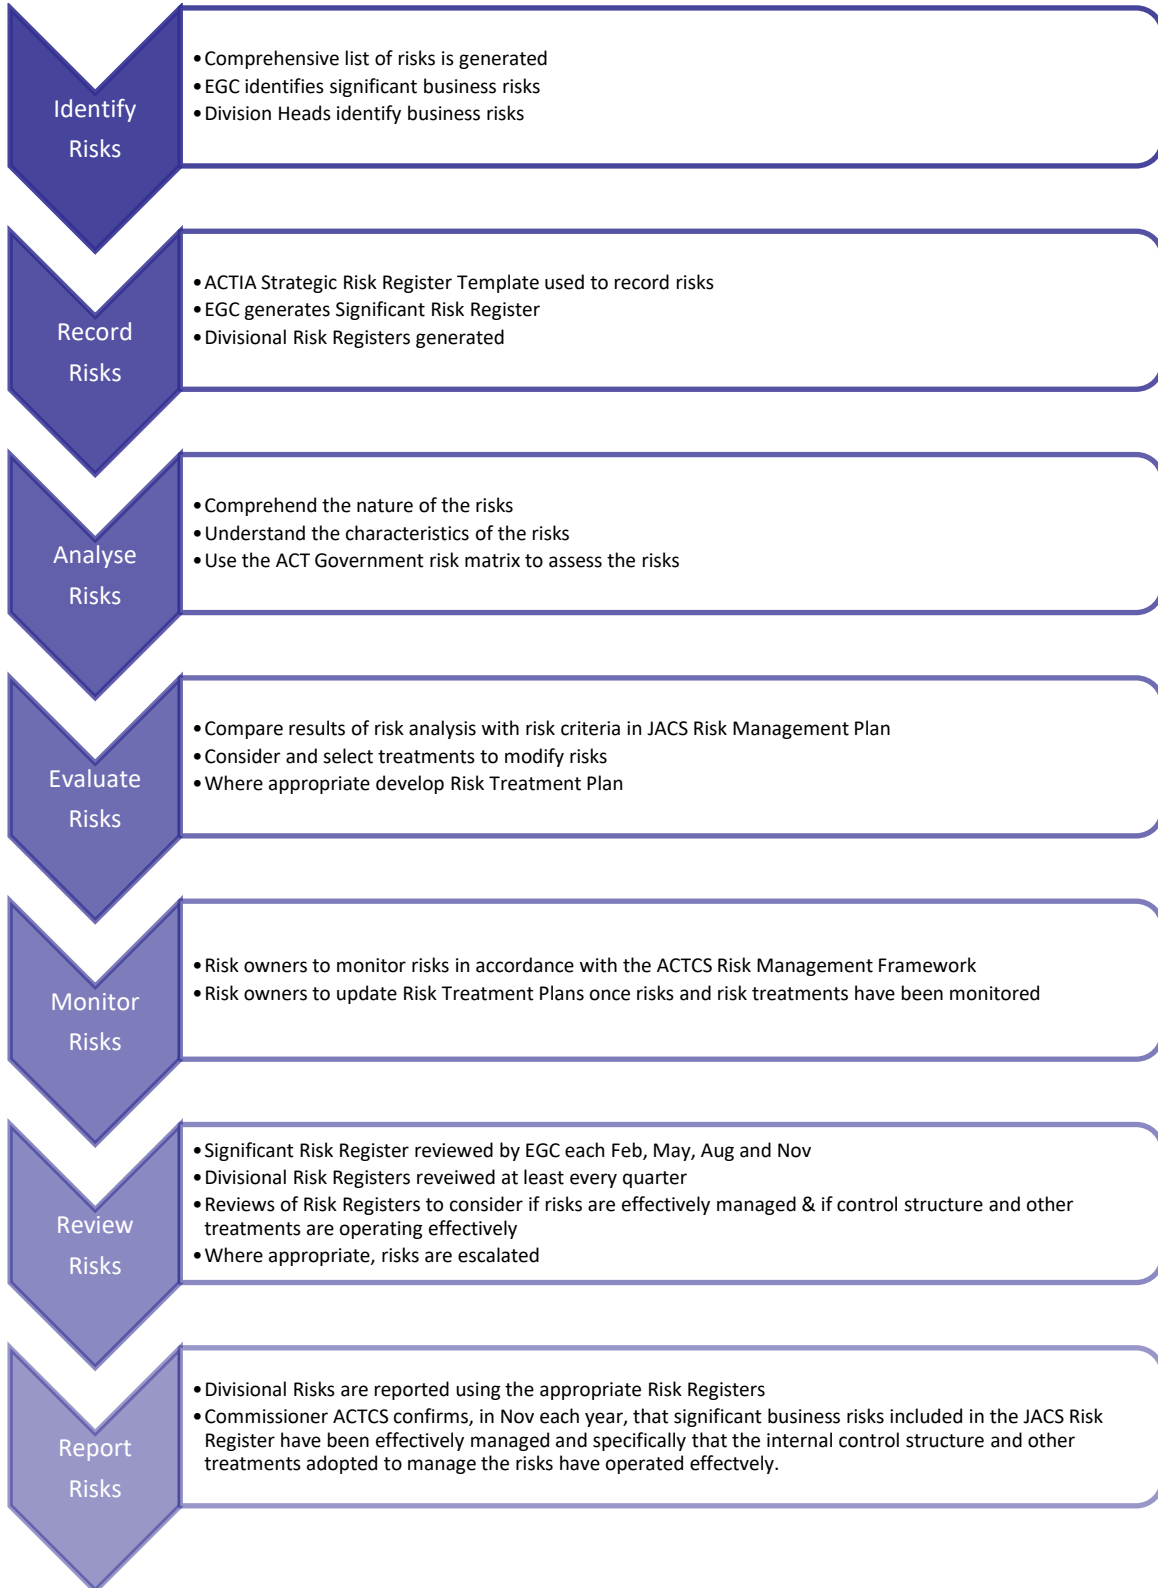 Identify
Risks
•Comprehensive list of risks is generated
•EGC identifies significant business risks
•Division Heads identify business risks
Record
Risks
•ACTIA Strategic Risk Register Template used to record risks
•EGC generates Significant Risk Register
•Divisional Risk Registers generated
Analyse
Risks
•Comprehend the nature of the risks
•Understand the characteristics of the risks
•Use the ACT Government risk matrix to assess the risks
Evaluate
Risks
•Compare results of risk analysis with risk criteria in JACS Risk Management Plan
•Consider and select treatments to modify risks
•Where appropriate develop Risk Treatment Plan
Monitor
Risks
•Risk owners to monitor risks in accordance with the ACTCS Risk Management Framework
•Risk owners to update Risk Treatment Plans once risks and risk treatments have been monitored
Review
Risks
•Significant Risk Register reviewed by EGC each Feb, May, Aug and Nov
•Divisional Risk Registers reveiwed at least every quarter
•Reviews of Risk Registers to consider if risks are effectively managed & if control structure and other
treatments are operating effectively
•Where appropriate, risks are escalated
Report
Risks
•Divisional Risks are reported using the appropriate Risk Registers
•Commissioner ACTCS confirms, in Nov each year, that significant business risks included in the JACS Risk
Register have been effectively managed and specifically that the internal control structure and other
treatments adopted to manage the risks have operated effectvely.